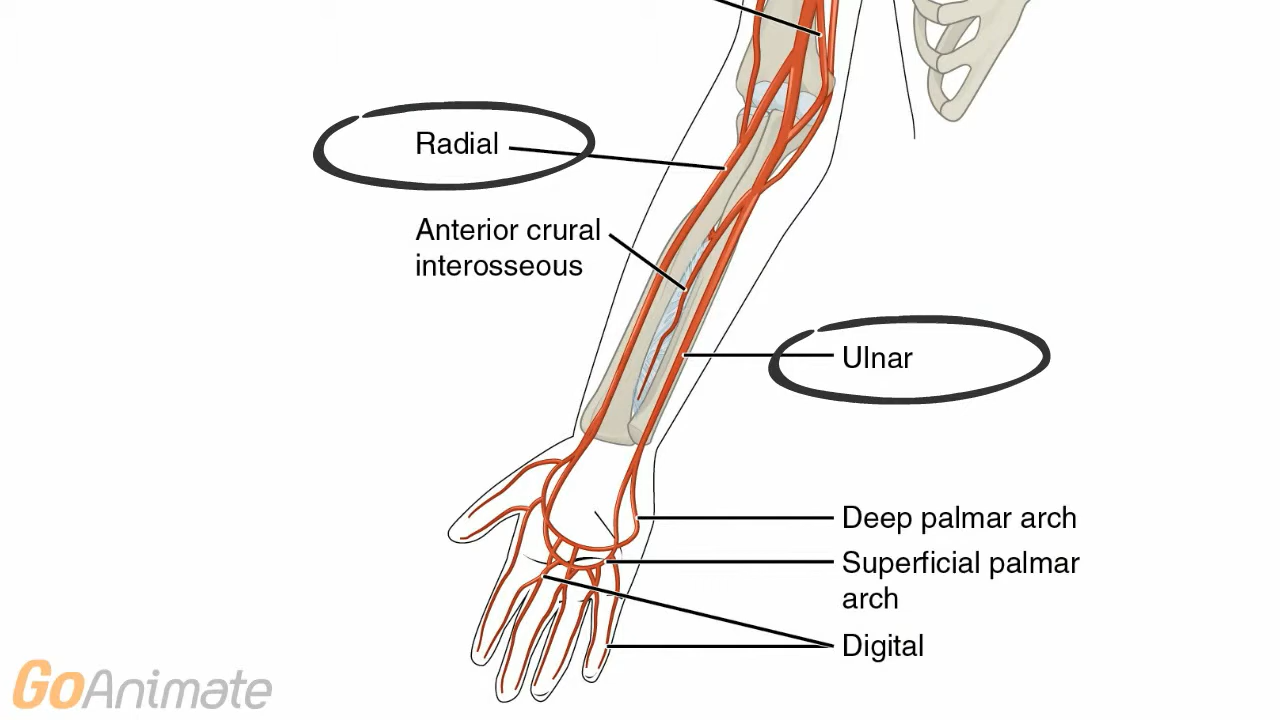 Radial
Anterior crural
interosseous
Ulnar
Deep palmar arch
Superficial palmar
arch
Digital
GoAnimate